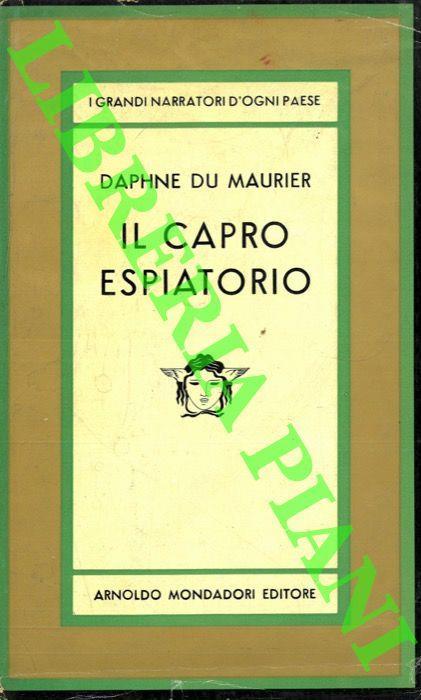 I GRANDI NARRATORI D'OGNI PAESE
DAPHNE DU MAURIER
IL CAPRO
ESPIATORIO
ARNOLDO MONDADORI EDITORE
LIBRERIA PIANI